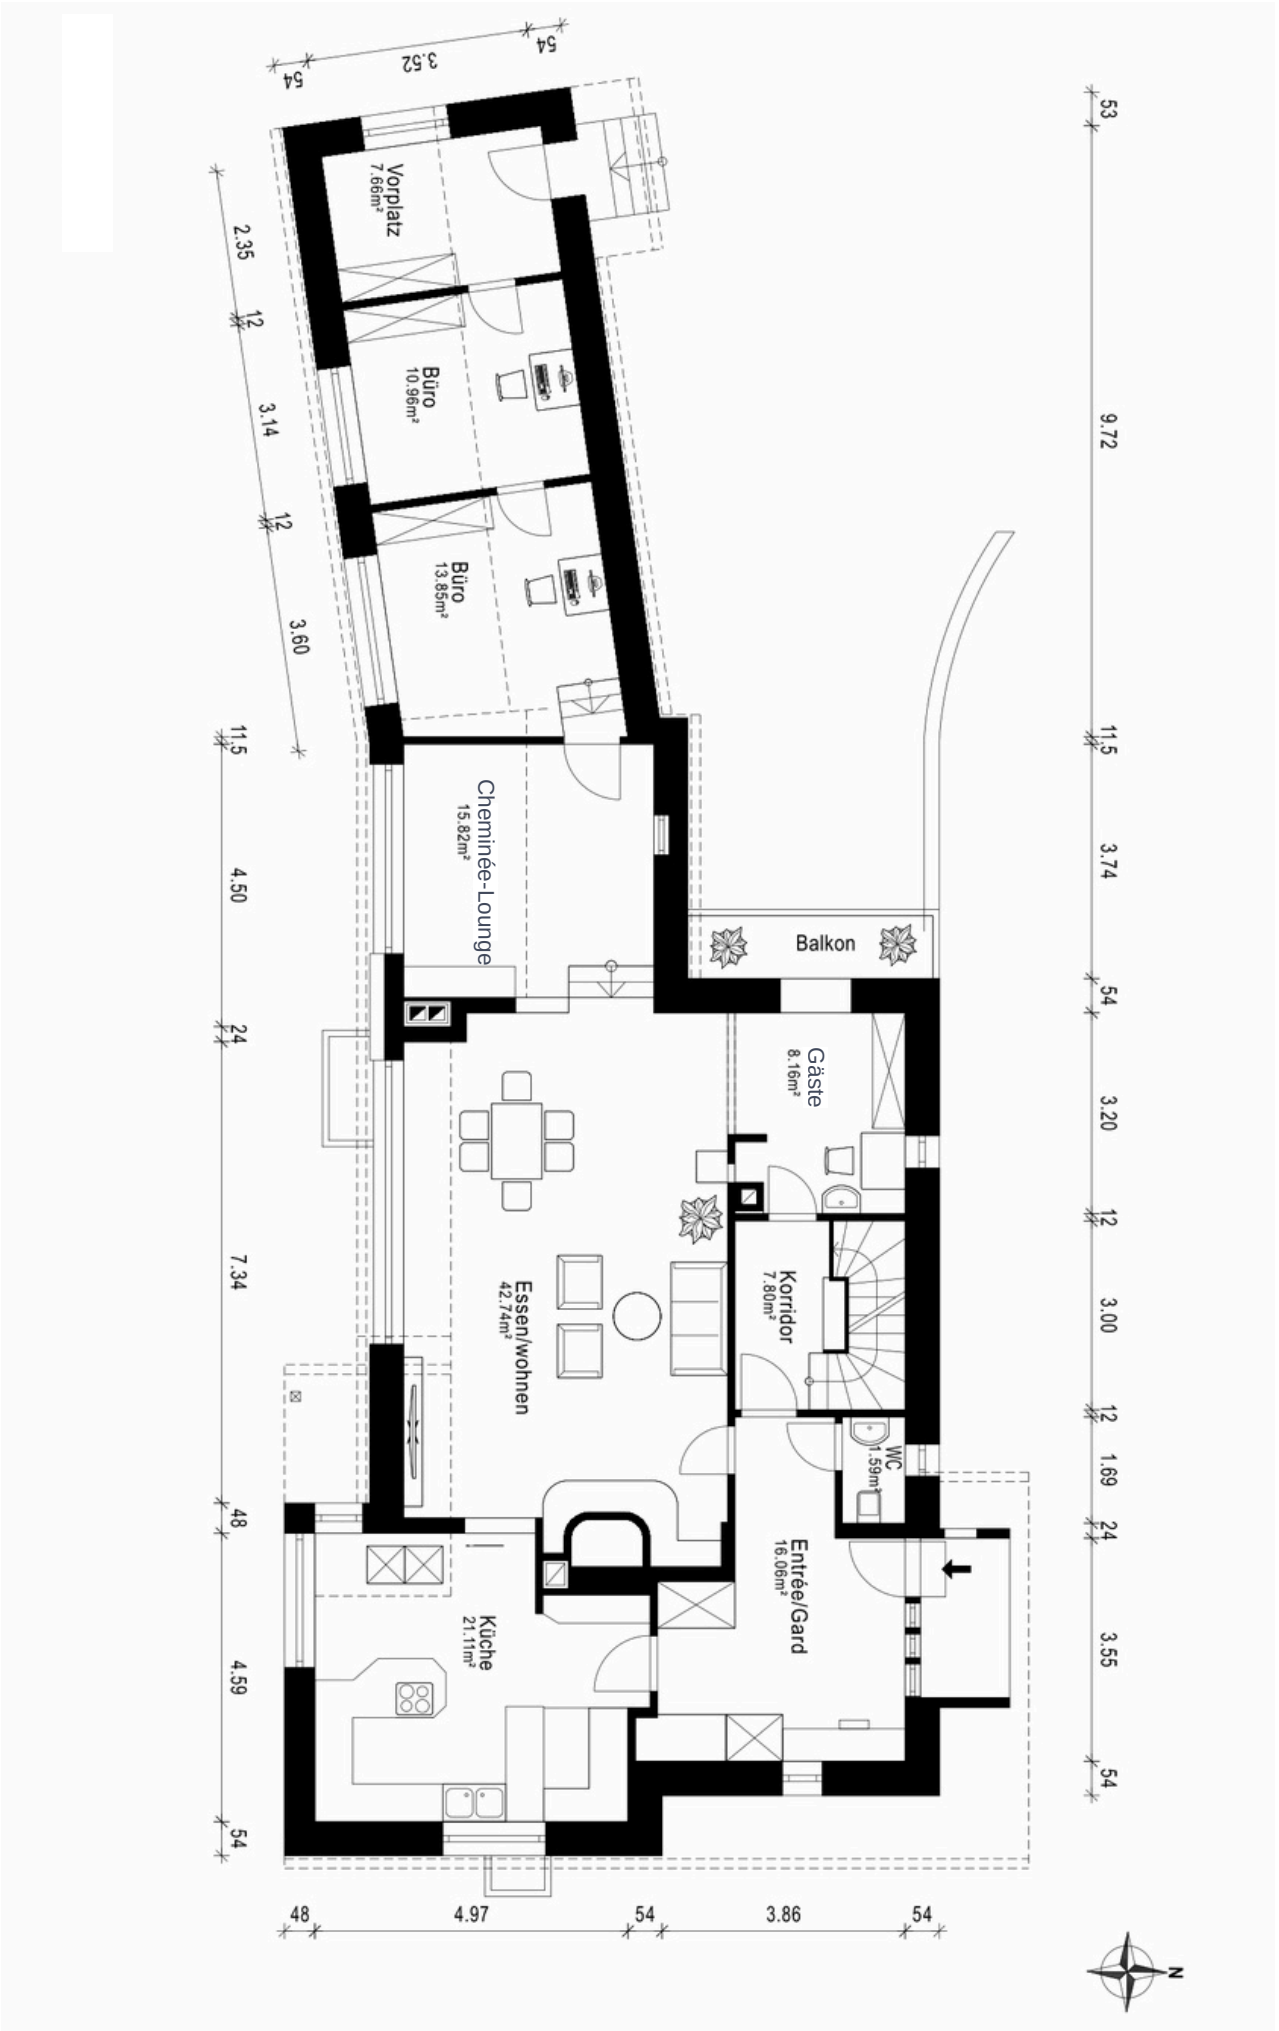 54
3.52
54
53
Vorplatz
7.66m²
2.35
12
Büro
10.96m²
3.14
9.72
12
Büro
13.85m²
3.60
11.5
11.5
Cheminée-Lounge
15.82m²
4.50
3.74
Balkon
54
24
Gäste
8.16m²
3.20
12
7.34
Essen/wohnen
42.74m²
Korridor
7.80m²
3.00
12
WC
1.59m²
1.69
48
24
Entrée/Gard
16.06m²
Küche
21.11m²
3.55
4.59
54
54
48
4.97
54
3.86
54
N